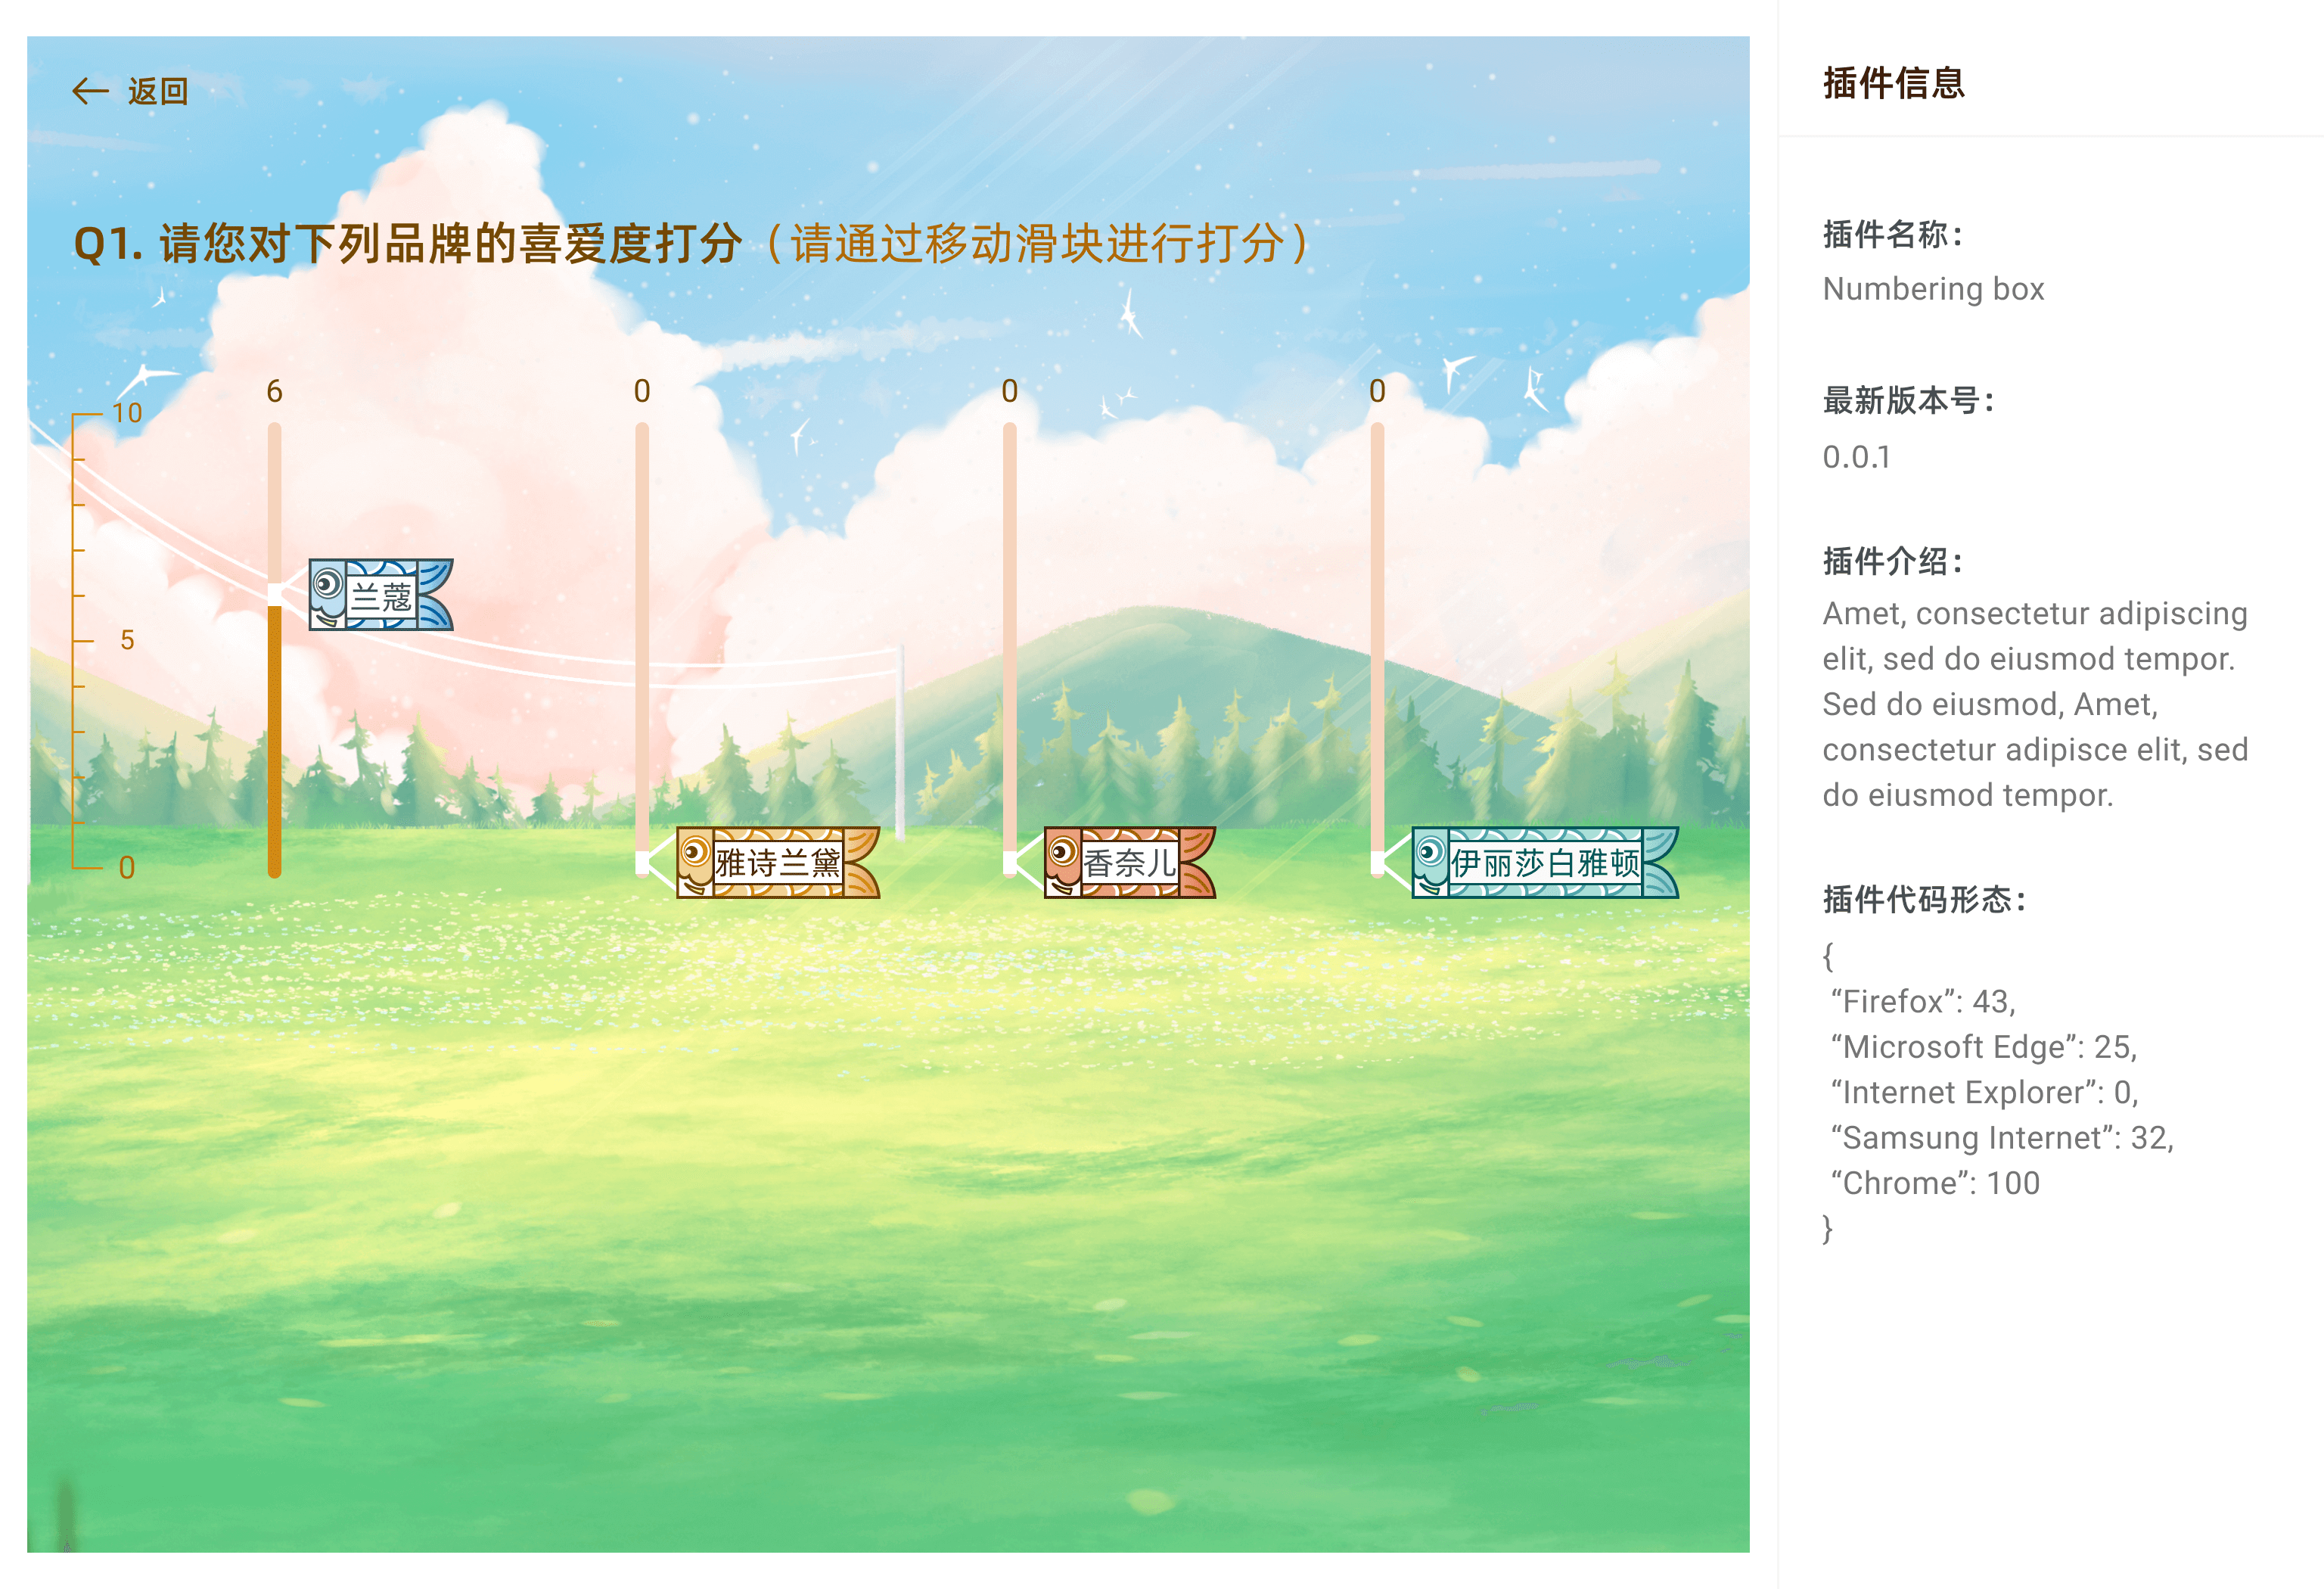 返回
Q1. 请您对下列品牌的喜爱度打分（请通过移动滑块进行打分）
6
0
0
0
10
5
0
兰蔻
雅诗兰黛
香奈儿
伊丽莎白雅顿
插件信息
插件名称：
Numbering box
最新版本号：
0.0.1
插件介绍：
Amet, consectetur adipiscing
elit, sed do eiusmod tempor.
Sed do eiusmod, Amet,
consectetur adipisce elit, sed
do eiusmod tempor.
插件代码形态：
{
“Firefox”: 43,
“Microsoft Edge”: 25,
“Internet Explorer”: 0,
“Samsung Internet”: 32,
“Chrome”: 100
}